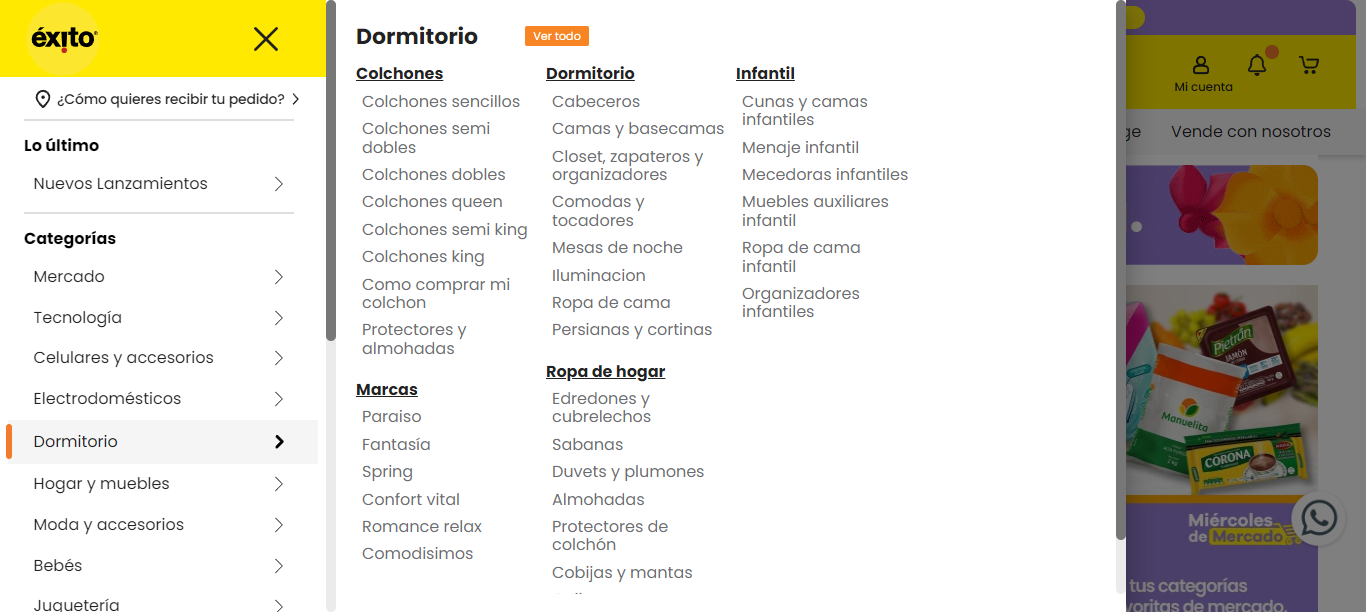 éxito
¿Cómo quieres recibir tu pedido?
Lo último
Nuevos Lanzamientos
Categorías
Mercado
Tecnología
Celulares y accesorios
Electrodomésticos
Dormitorio
Hogar y muebles
Moda y accesorios
Bebés
Juguetería
Dormitorio
Ver todo
Colchones
Colchones sencillos
Colchones semi
dobles
Colchones dobles
Colchones queen
Colchones semi king
Colchones king
Como comprar mi
colchon
Protectores y
almohadas
Marcas
Paraiso
Fantasía
Spring
Confort vital
Romance relax
Comodisimos
Dormitorio
Cabeceros
Camas y basecamas
Closet, zapateros y
organizadores
Comodas y
tocadores
Mesas de noche
Iluminacion
Ropa de cama
Persianas y cortinas
Ropa de hogar
Edredones y
cubrelechos
Sabanas
Duvets y plumones
Almohadas
Protectores de
colchón
Cobijas y mantas
Infantil
Cunas y camas
infantiles
Menaje infantil
Mecedoras infantiles
Muebles auxiliares
infantil
Ropa de cama
infantil
Organizadores
infantiles
Mi cuenta
ge
Vende con nosotros
Pietrán
JAMÓN
Manuelita
CORONA
Miércoles
de Mercado
tus categorías
voritas de mercado.